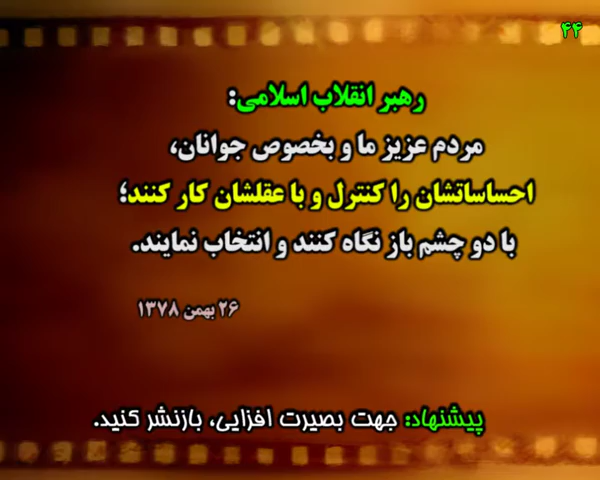 ۴۴
رهبر انقلاب اسلامی:
مردم عزیز ما و بخصوص جوانان،
احساساتشان را کنترل و با عقلشان کار کنند؛
با دو چشم باز نگاه کنند و انتخاب نمایند.
۲۶ بهمن ۱۳۷۸
پیشنهاد: جهت بصیرت افزایی، بازنشر کنید.